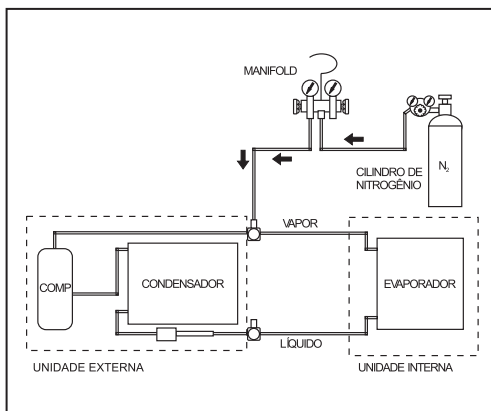 MANIFOLD
CILINDRO DE
NITROGÊNIO
N2
VAPOR
COMP
CONDENSADOR
EVAPORADOR
LÍQUIDO
UNIDADE EXTERNA
UNIDADE INTERNA